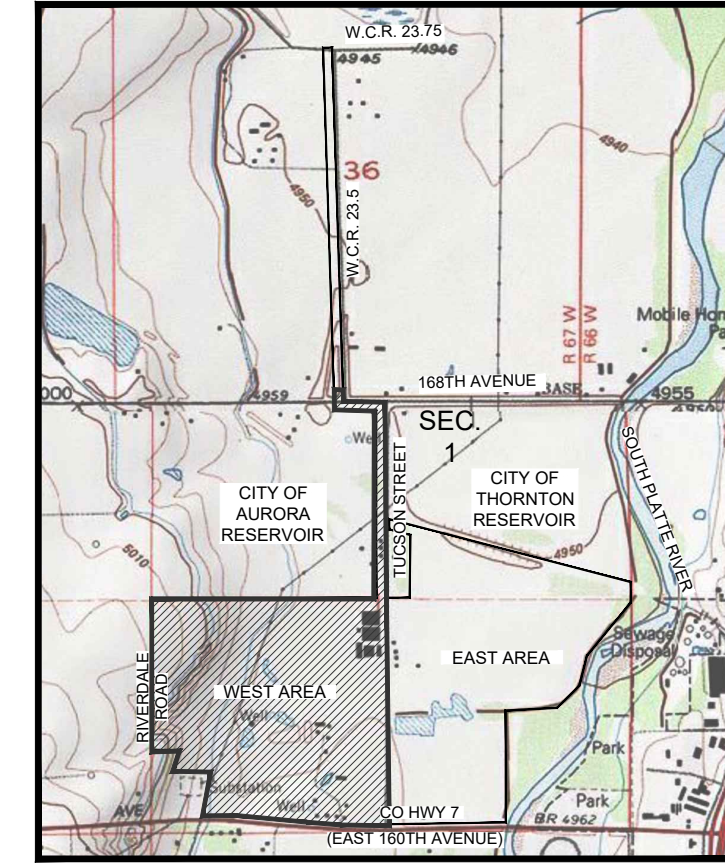 W.C.R. 23.75
4945
4946
4940
36
4950
W.C.R. 23.5
R 67 W
R 66 W
Mobile Hom
Pa
168TH AVENUE
BASE
000
4959
4955
Well
SEC.
1
TUCSON STREET
CITY OF
AURORA
RESERVOIR
CITY OF
THORNTON
RESERVOIR
SOUTH PLATTE RIVER
5010
4950
Sewage
Disposal
EAST AREA
RIVERDALE
ROAD
WEST AREA
Well
Park
Substation
Well
Park
AVE
CO HWY 7
BR 4962
(EAST 160TH AVENUE)